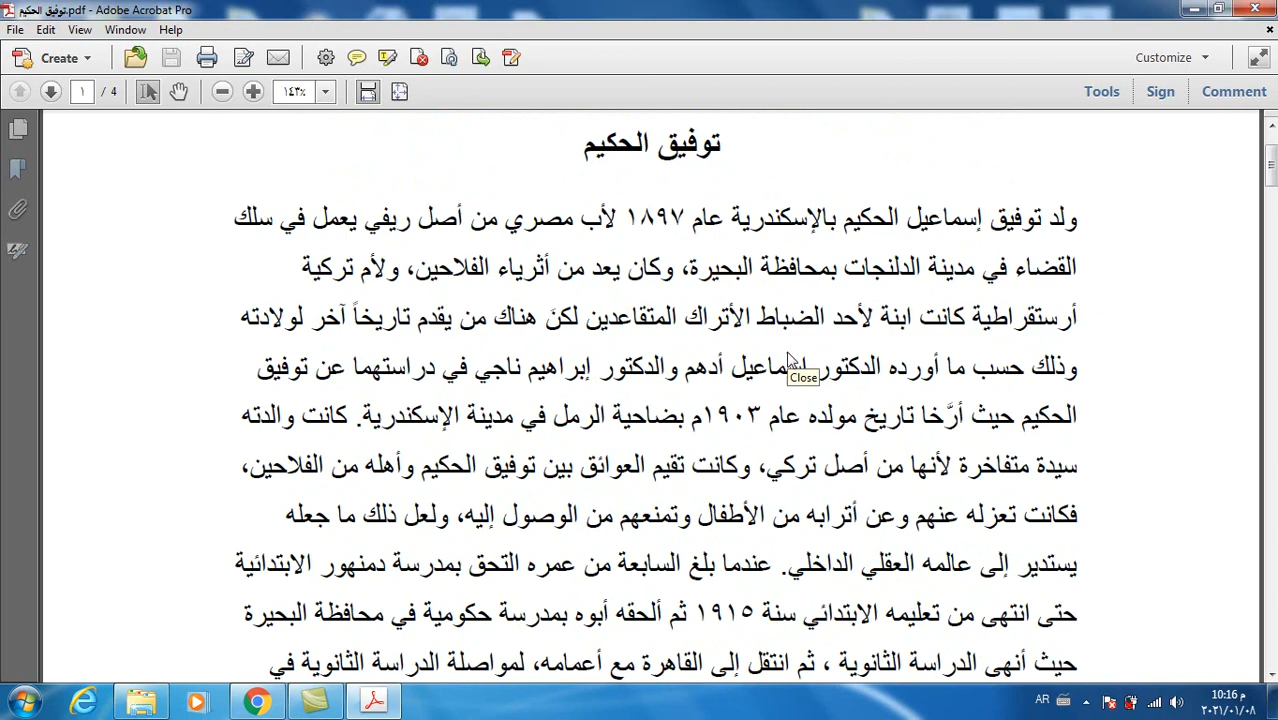 توفيق الحكيم.pdf - Adobe Acrobat Pro
File Edit View Window Help
Create Customize
١ / 4 ١٤٣٪ Tools Sign Comment
توفيق الحكيم
ولد توفيق إسماعيل الحكيم بالإسكندرية عام ١٨٩٧ لأب مصري من أصل ريفي يعمل في سلك
القضاء في مدينة الدلنجات بمحافظة البحيرة، وكان يعد من أثرياء الفلاحين، ولأم تركية
أرستقراطية كانت ابنة لأحد الضباط الأتراك المتقاعدين لكنَ هناك من يقدم تاريخاً آخر لولادته
وذلك حسب ما أورده الدكتور إسماعيل أدهم والدكتور إبراهيم ناجي في دراستهما عن توفيق
Close
الحكيم حيث أرَّخا تاريخ مولده عام ١٩٠٣م بضاحية الرمل في مدينة الإسكندرية. كانت والدته
سيدة متفاخرة لأنها من أصل تركي، وكانت تقيم العوائق بين توفيق الحكيم وأهله من الفلاحين،
فكانت تعزله عنهم وعن أترابه من الأطفال وتمنعهم من الوصول إليه، ولعل ذلك ما جعله
يستدير إلى عالمه العقلي الداخلي. عندما بلغ السابعة من عمره التحق بمدرسة دمنهور الابتدائية
حتى انتهى من تعليمه الابتدائي سنة ١٩١٥ ثم ألحقه أبوه بمدرسة حكومية في محافظة البحيرة
حيث أنهى الدراسة الثانوية ، ثم انتقل إلى القاهرة مع أعمامه، لمواصلة الدراسة الثانوية في
AR م 10:16
٢٠٢١/٠١/٠٨